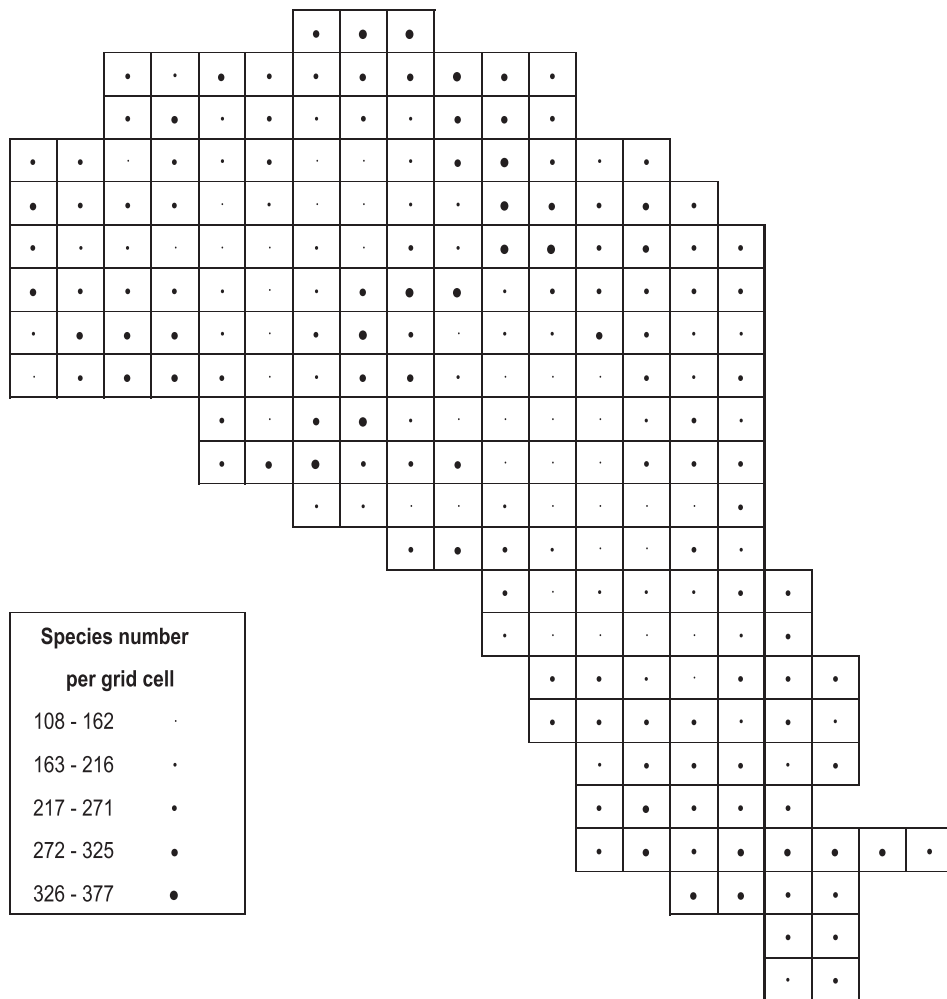 Species number
per grid cell
108 - 162
163 - 216
217 - 271
272 - 325
326 - 377